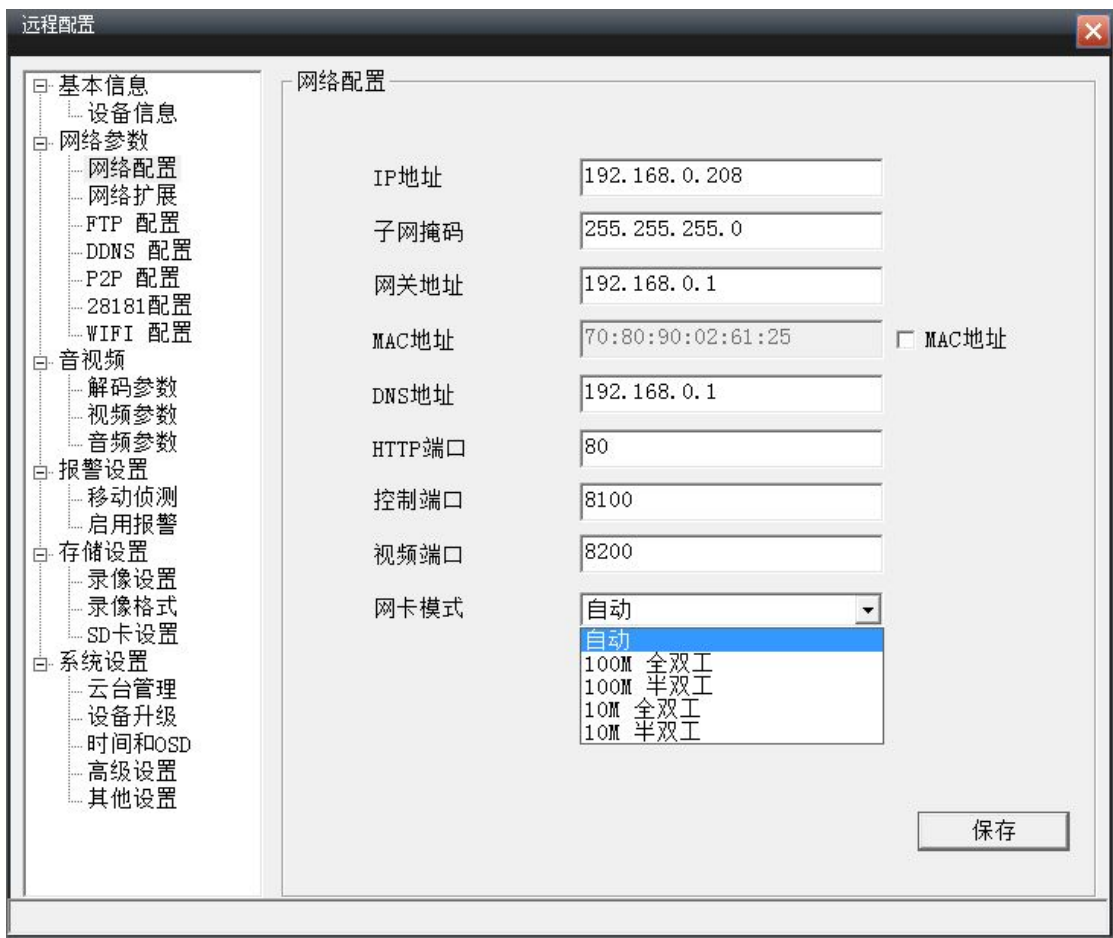 远程配置
基本信息
设备信息
网络参数
网络配置
网络扩展
FTP 配置
DDNS 配置
P2P 配置
28181配置
WIFI 配置
音视频
解码参数
视频参数
音频参数
报警设置
移动侦测
启用报警
存储设置
录像设置
录像格式
SD卡设置
系统设置
云台管理
设备升级
时间和OSD
高级设置
其他设置
网络配置
IP地址 192.168.0.208
子网掩码 255.255.255.0
网关地址 192.168.0.1
MAC地址 70:80:90:02:61:25 MAC地址
DNS地址 192.168.0.1
HTTP端口 80
控制端口 8100
视频端口 8200
网卡模式 自动
自动
100M 全双工
100M 半双工
10M 全双工
10M 半双工
保存